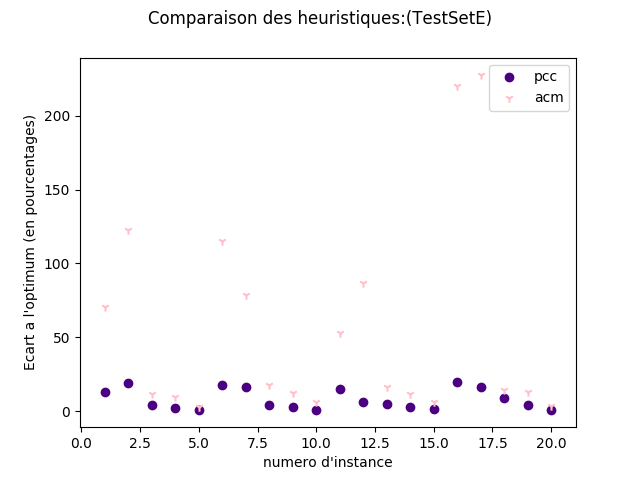 Comparaison des heuristiques:(TestSetE)
pcc
acm
Ecart a l'optimum (en pourcentages)
200
150
100
50
0
0.0 2.5 5.0 7.5 10.0 12.5 15.0 17.5 20.0
numero d'instance